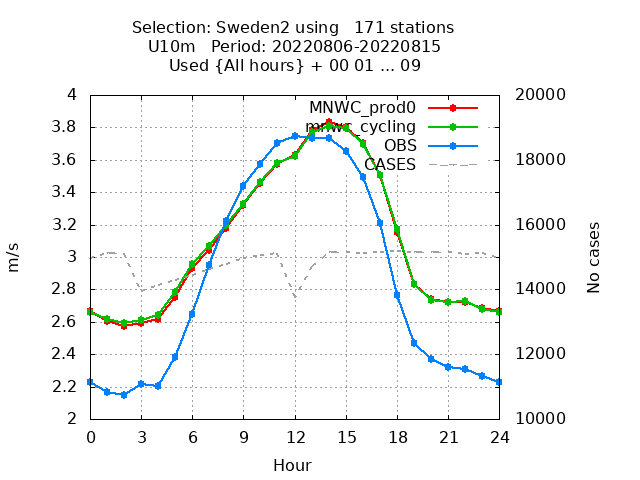 Selection: Sweden2 using   171 stations
U10m   Period: 20220806-20220815
Used {All hours} + 00 01 ... 09
MNWC_prod0
mnwc_cycling
OBS
CASES
m/s
4
3.8
3.6
3.4
3.2
3
2.8
2.6
2.4
2.2
2
20000
18000
16000
14000
12000
10000
No cases
0 3 6 9 12 15 18 21 24
Hour